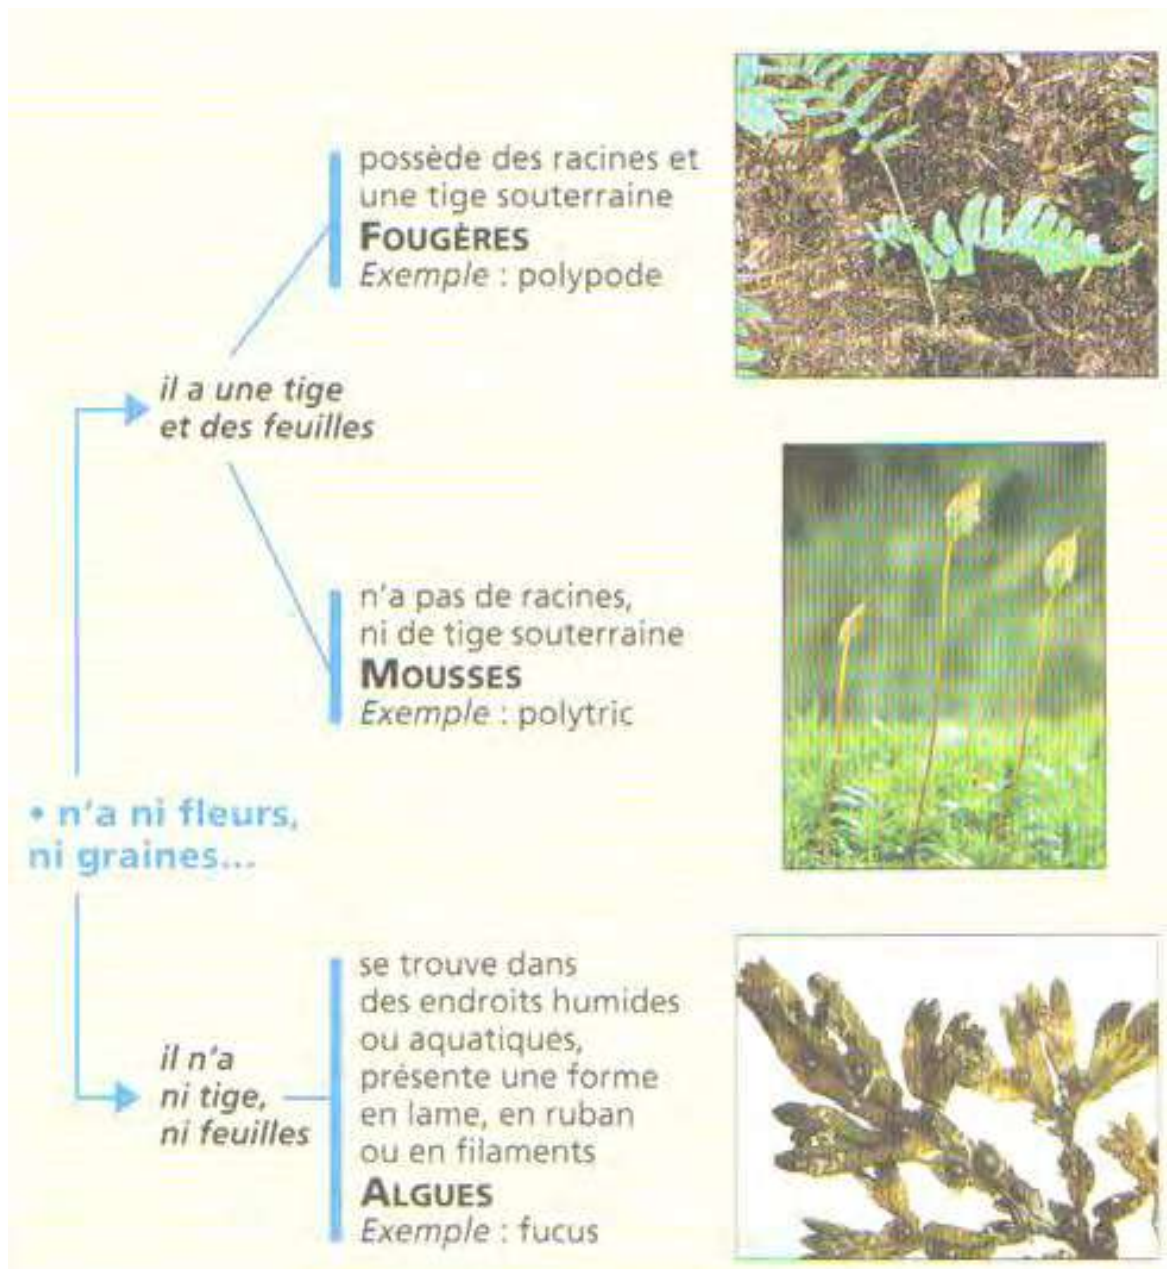 possède des racines et
une tige souterraine
FOUGÈRES
Exemple : polypode
il a une tige
et des feuilles
n'a pas de racines,
ni de tige souterraine
MOUSSES
Exemple : polytric
• n'a ni fleurs,
ni graines...
se trouve dans
des endroits humides
ou aquatiques,
présente une forme
en lame, en ruban
ou en filaments
ALGUES
Exemple : fucus
il n'a
ni tige,
ni feuilles